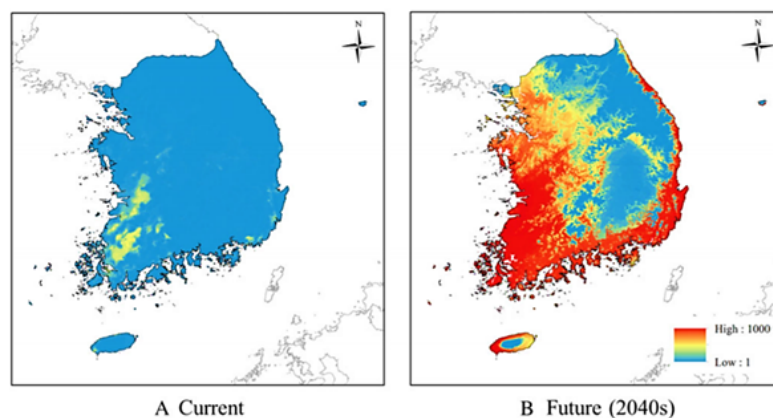 N
N
High : 1000
Low : 1
A Current
B Future (2040s)